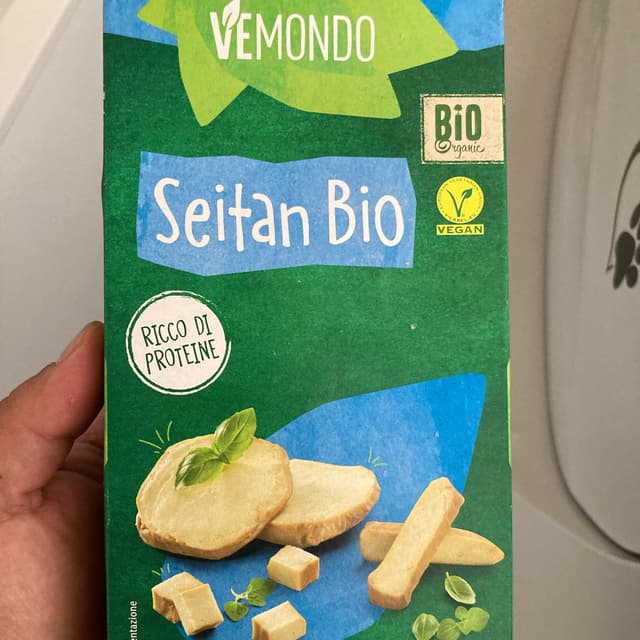 VEMONDO
BiO
Organic
Seitan Bio
VEGAN
RICCO DI
PROTEINE